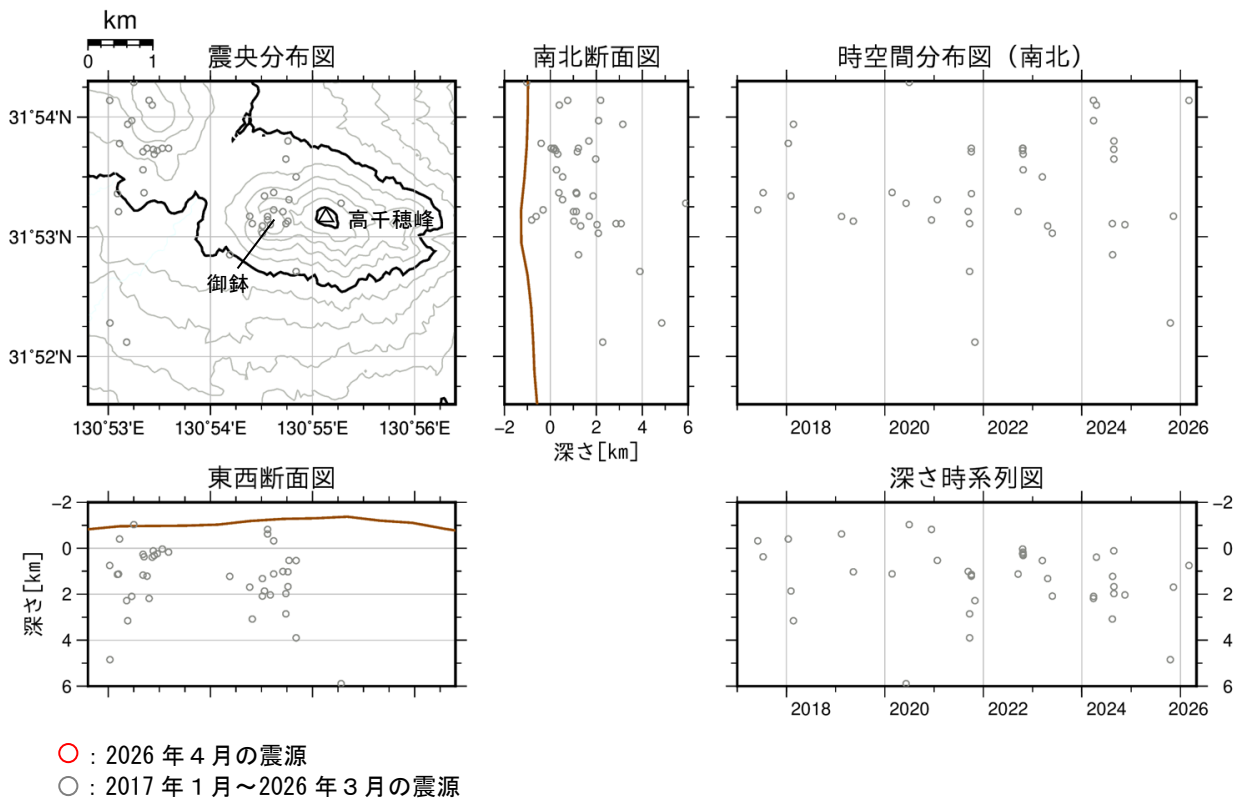 km
0 1
震央分布図
南北断面図
時空間分布図（南北）
31°54'N
31°53'N
31°52'N
高千穂峰
御鉢
130°53'E 130°54'E 130°55'E 130°56'E
-2 0 2 4 6
深さ[km]
2018 2020 2022 2024 2026
東西断面図
深さ時系列図
-2
0
2
4
6
深さ[km]
-2
0
2
4
6
2018 2020 2022 2024 2026
：2026 年４月の震源
：2017 年１月～2026 年３月の震源